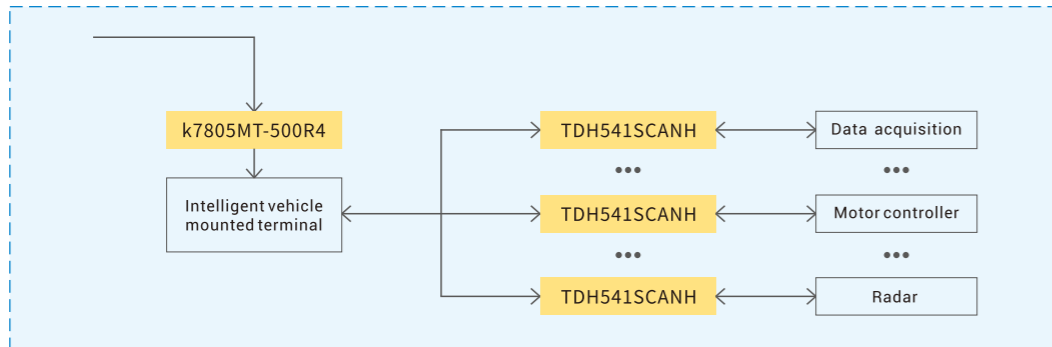 k7805MT-500R4
Intelligent vehicle
mounted terminal
TDH541SCANH
Data acquisition
•••
•••
TDH541SCANH
Motor controller
•••
•••
TDH541SCANH
Radar